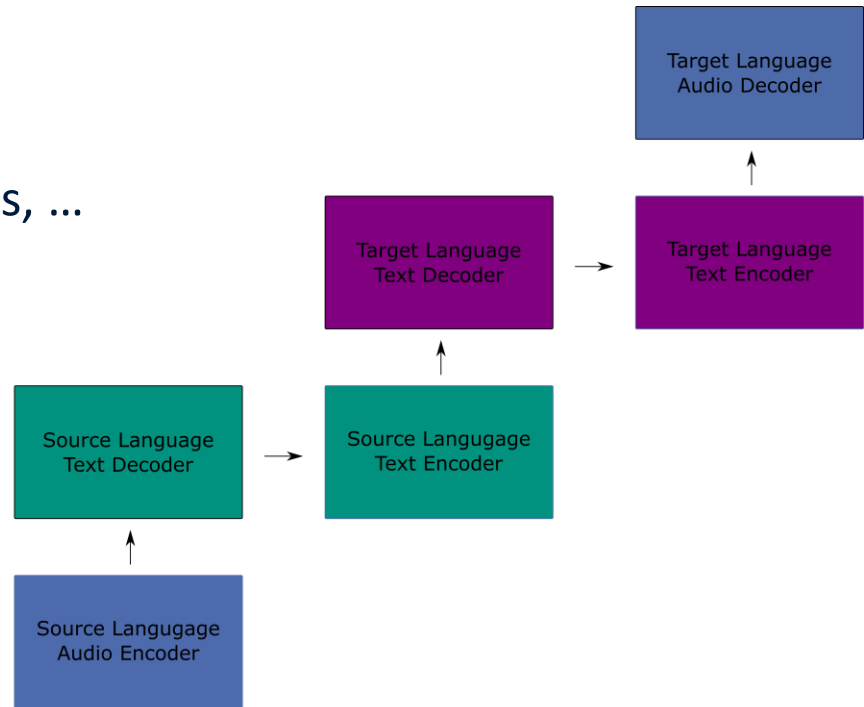 Target Language
Audio Decoder
s, ...
Target Language
Text Decoder
Target Language
Text Encoder
Source Language
Text Decoder
Source Langugage
Text Encoder
Source Langugage
Audio Encoder